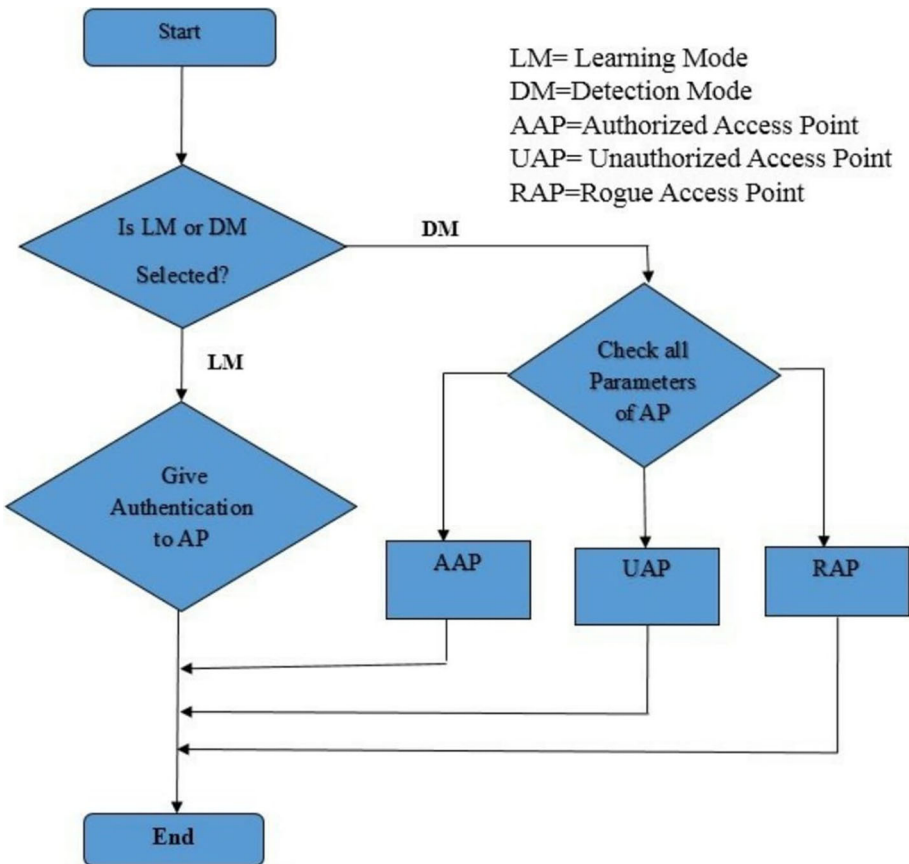 Start
LM= Learning Mode
DM=Detection Mode
AAP=Authorized Access Point
UAP= Unauthorized Access Point
RAP=Rogue Access Point
Is LM or DM
Selected?
DM
LM
Check all
Parameters
of AP
Give
Authentication
to AP
AAP
UAP
RAP
End